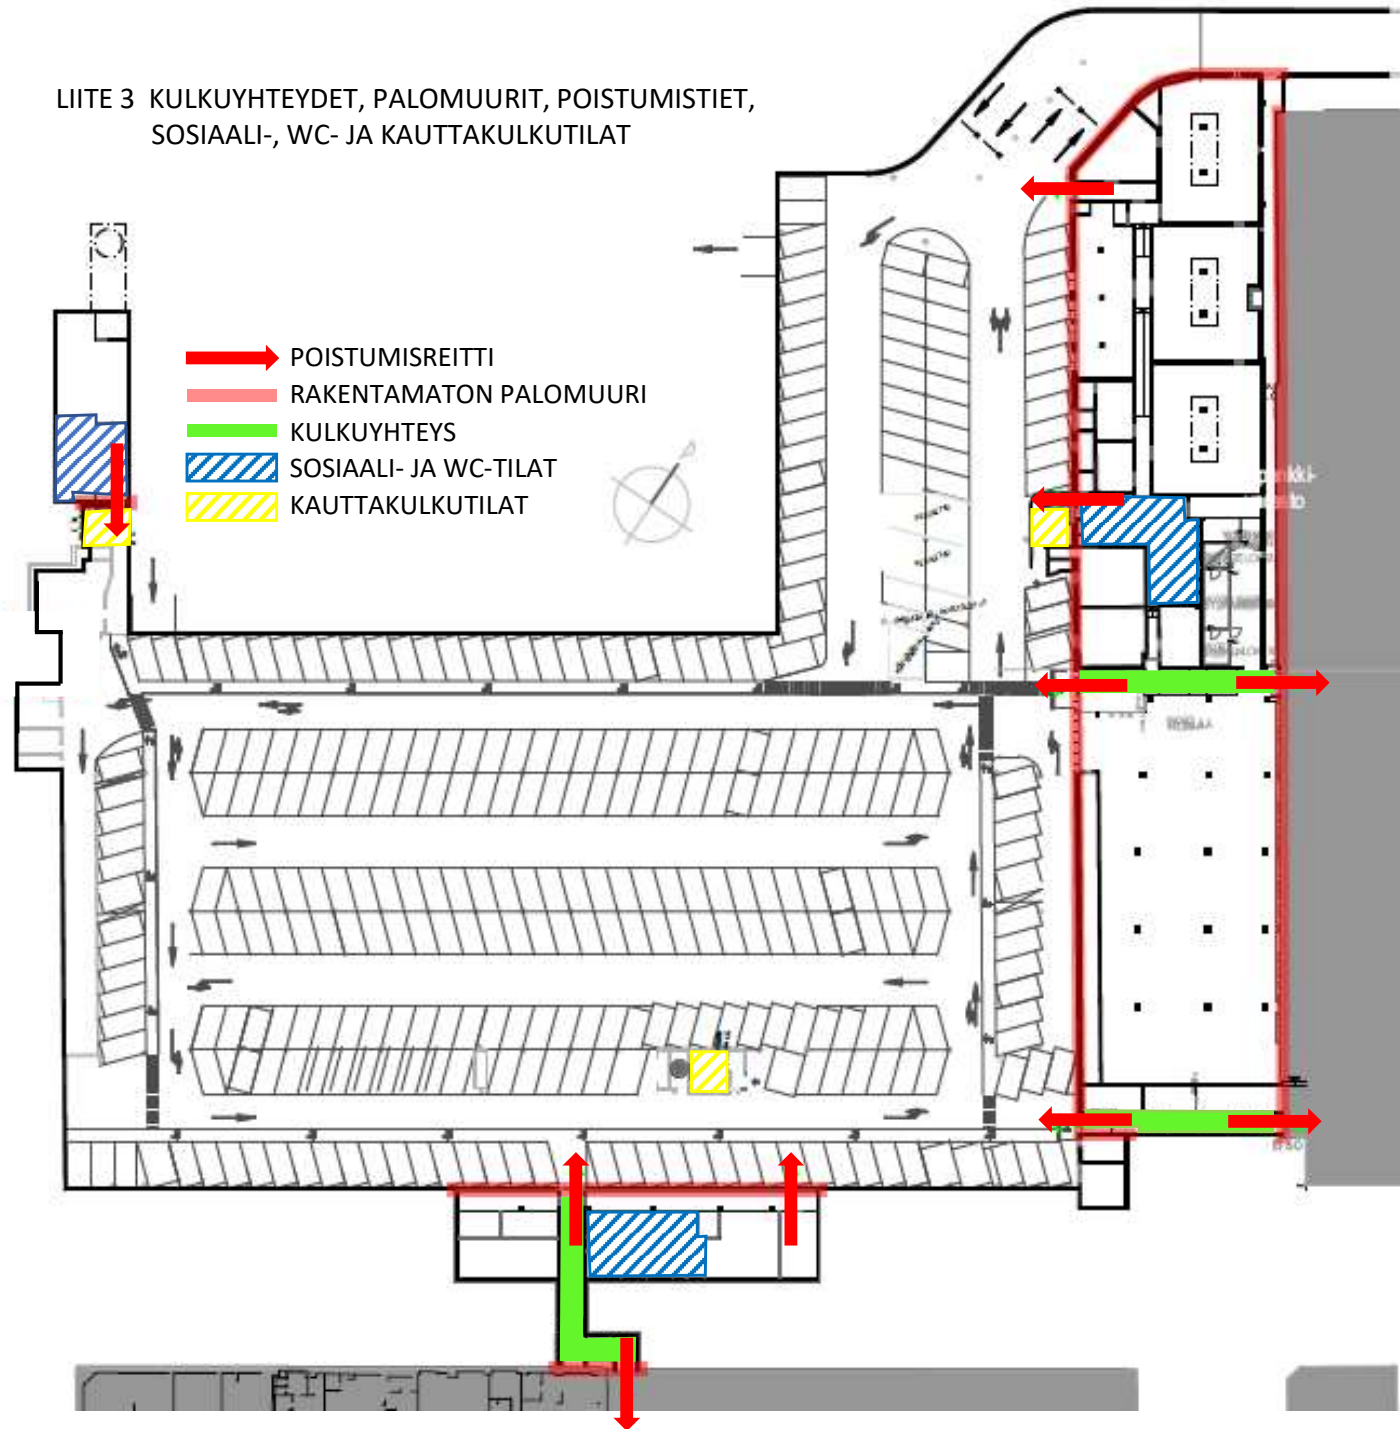 LIITE 3 KULKUYHTEYDET, PALOMUURIT, POISTUMISTIET,
SOSIAALI-, WC- JA KAUTTAKULKUTILAT
POISTUMISREITTI
RAKENTAMATON PALOMUURI
KULKUYHTEYS
SOSIAALI- JA WC-TILAT
KAUTTAKULKUTILAT